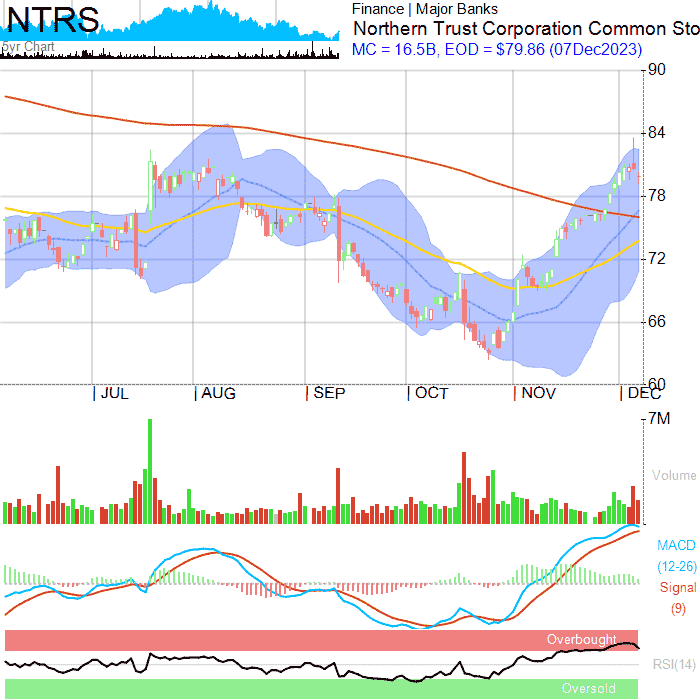 NTRS
5yr Chart
Finance | Major Banks
Northern Trust Corporation Common Sto
MC = 16.5B, EOD = $79.86 (07Dec2023)
90
84
78
72
66
60
JUL AUG SEP OCT NOV DEC
7M
Volume
MACD
(12-26)
Signal
(9)
Overbought
RSI(14)
Oversold